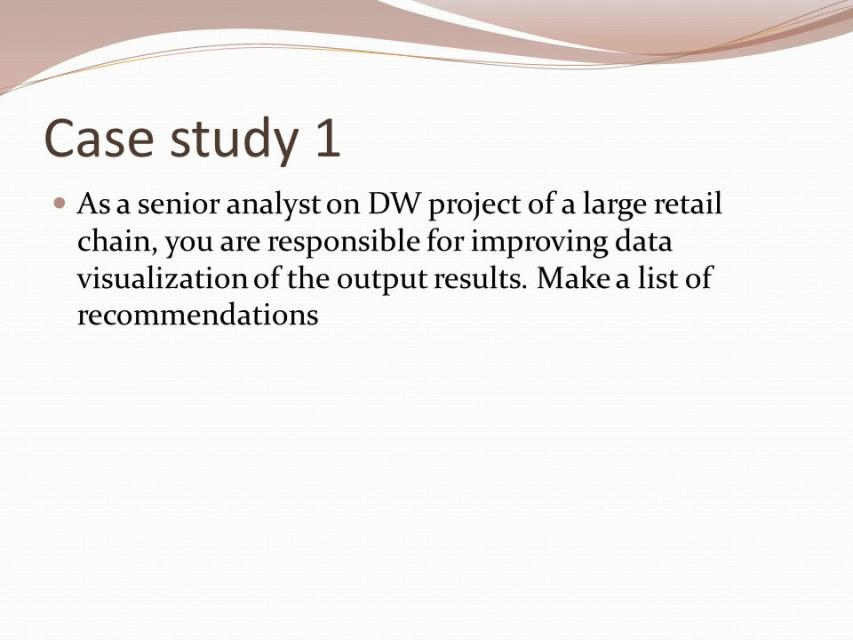 Case study 1
As a senior analyst on DW project of a large retail
chain, you are responsible for improving data
visualization of the output results. Make a list of
recommendations